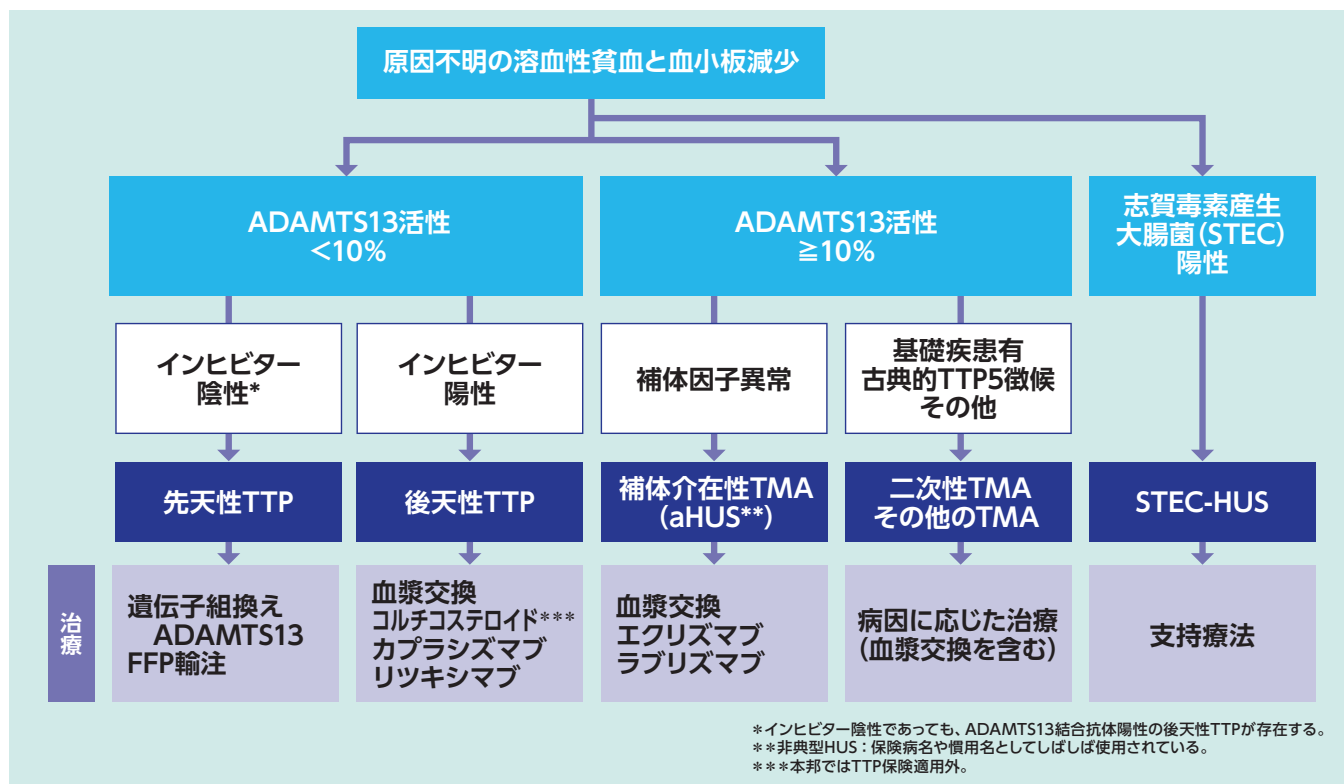 原因不明の溶血性貧血と血小板減少
ADAMTS13活性
＜10%
ADAMTS13活性
≧10%
志賀毒素産生
大腸菌（STEC）
陽性
インヒビター
陰性*
インヒビター
陽性
補体因子異常
基礎疾患有
古典的TTP5徴候
その他
先天性TTP
後天性TTP
補体介在性TMA
（aHUS**）
二次性TMA
その他のTMA
STEC-HUS
治療
遺伝子組換え
ADAMTS13
FFP輸注
血漿交換
コルチコステロイド***
カプラシズマブ
リツキシマブ
血漿交換
エクリズマブ
ラブリズマブ
病因に応じた治療
（血漿交換を含む）
支持療法
*インヒビター陰性であっても、ADAMTS13結合抗体陽性の後天性TTPが存在する。
**非典型HUS：保険病名や慣用名としてしばしば使用されている。
***本邦ではTTP保険適用外。